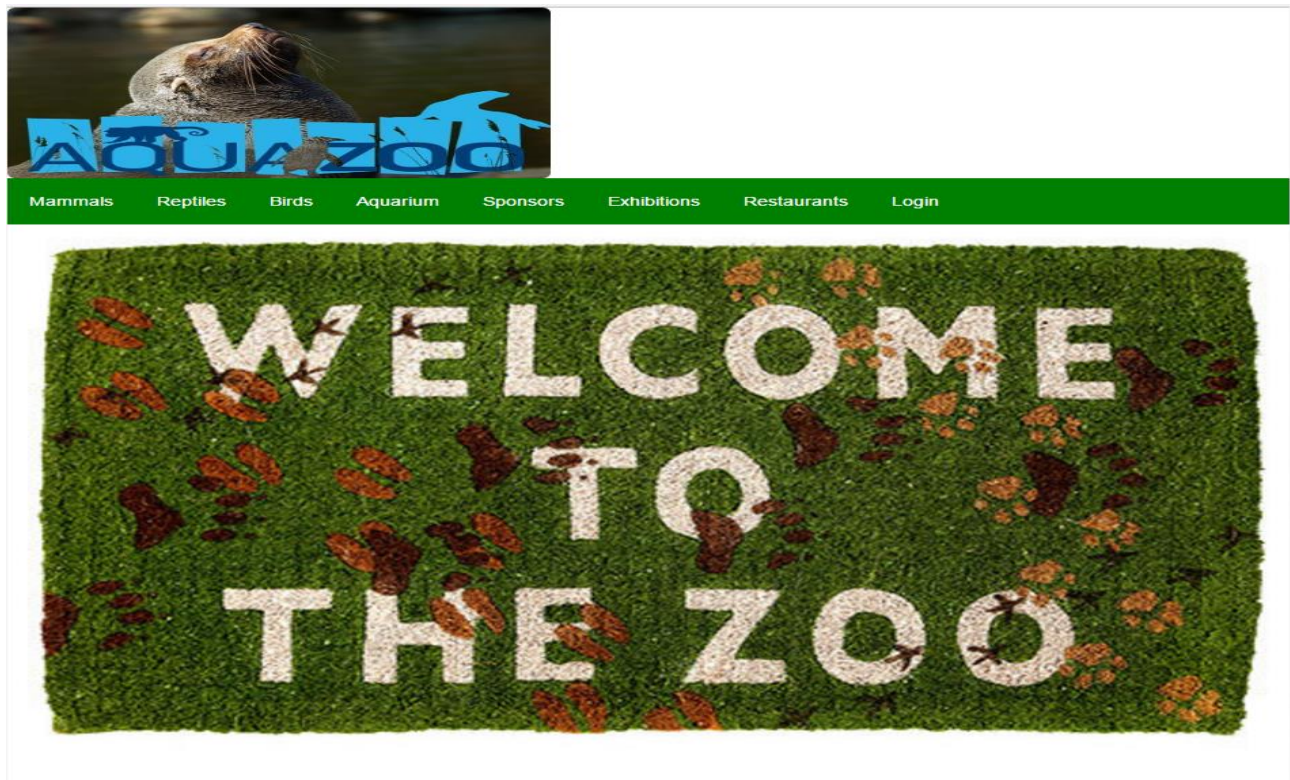 AQUAZOO
Mammals Reptiles Birds Aquarium Sponsors Exhibitions Restaurants Login
WELCOME
TO
THE ZOO